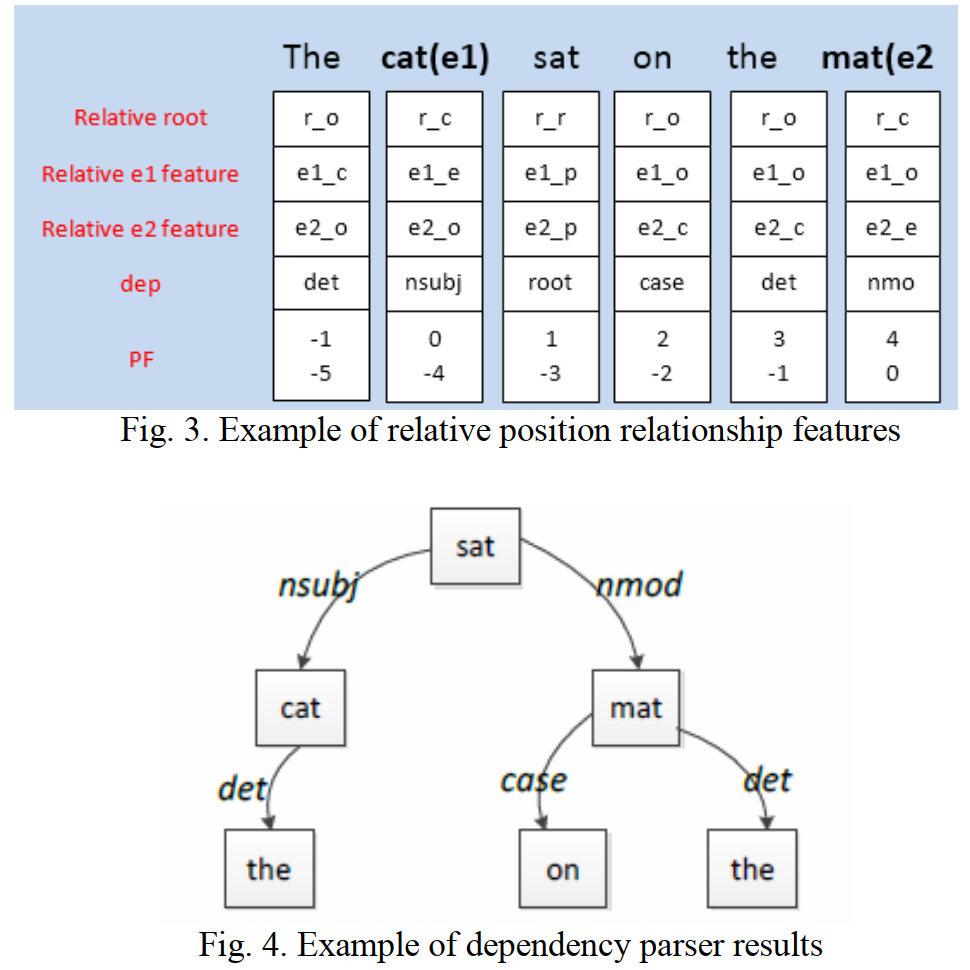 The cat(e1) sat on the mat(e2
Relative root r_o r_c r_r r_o r_o r_c
Relative e1 feature e1_c e1_e e1_p e1_o e1_o e1_o
Relative e2 feature e2_o e2_o e2_p e2_c e2_c e2_e
dep det nsubj root case det nmo
-1 0 1 2 3 4
PF
-5 -4 -3 -2 -1 0
Fig. 3. Example of relative position relationship features
sat
nsubj nmod
cat mat
det case det
the on the
Fig. 4. Example of dependency parser results